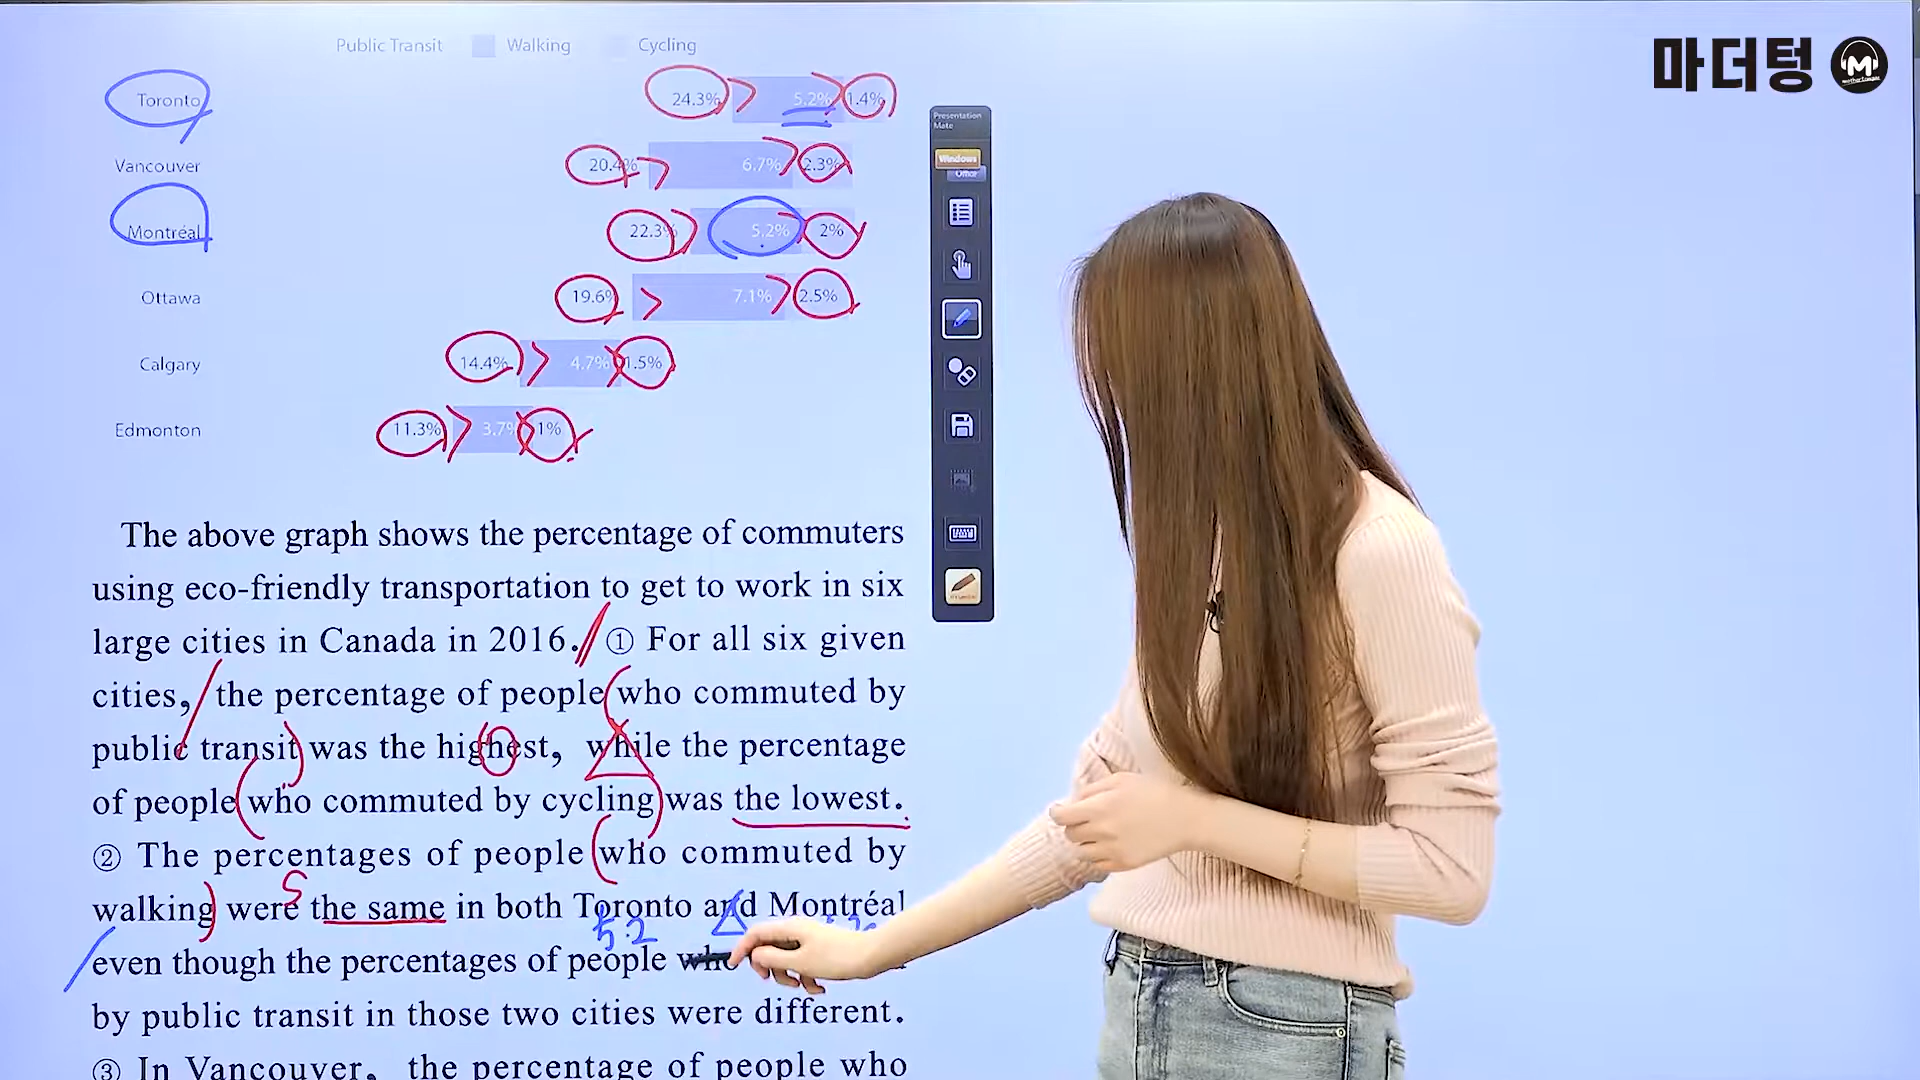 Public Transit Walking Cycling
마더텅 M
Toronto 24.3% > 5.2% > 1.4%
Presentation Mate
Windows
Office
Vancouver 20.4% > 6.7% > 2.3%
Montréal 22.3% > 5.2% > 2%
Ottawa 19.6% > 7.1% > 2.5%
Calgary 14.4% > 4.7% > 1.5%
Edmonton 11.3% > 3.7% > 1%
The above graph shows the percentage of commuters
using eco-friendly transportation to get to work in six
large cities in Canada in 2016. ① For all six given
cities, the percentage of people who commuted by
public transit was the highest, while the percentage
of people who commuted by cycling was the lowest.
② The percentages of people who commuted by
walking were the same in both Toronto and Montréal
5.2
even though the percentages of people who
by public transit in those two cities were different.
③ In Vancouver, the percentage of people who